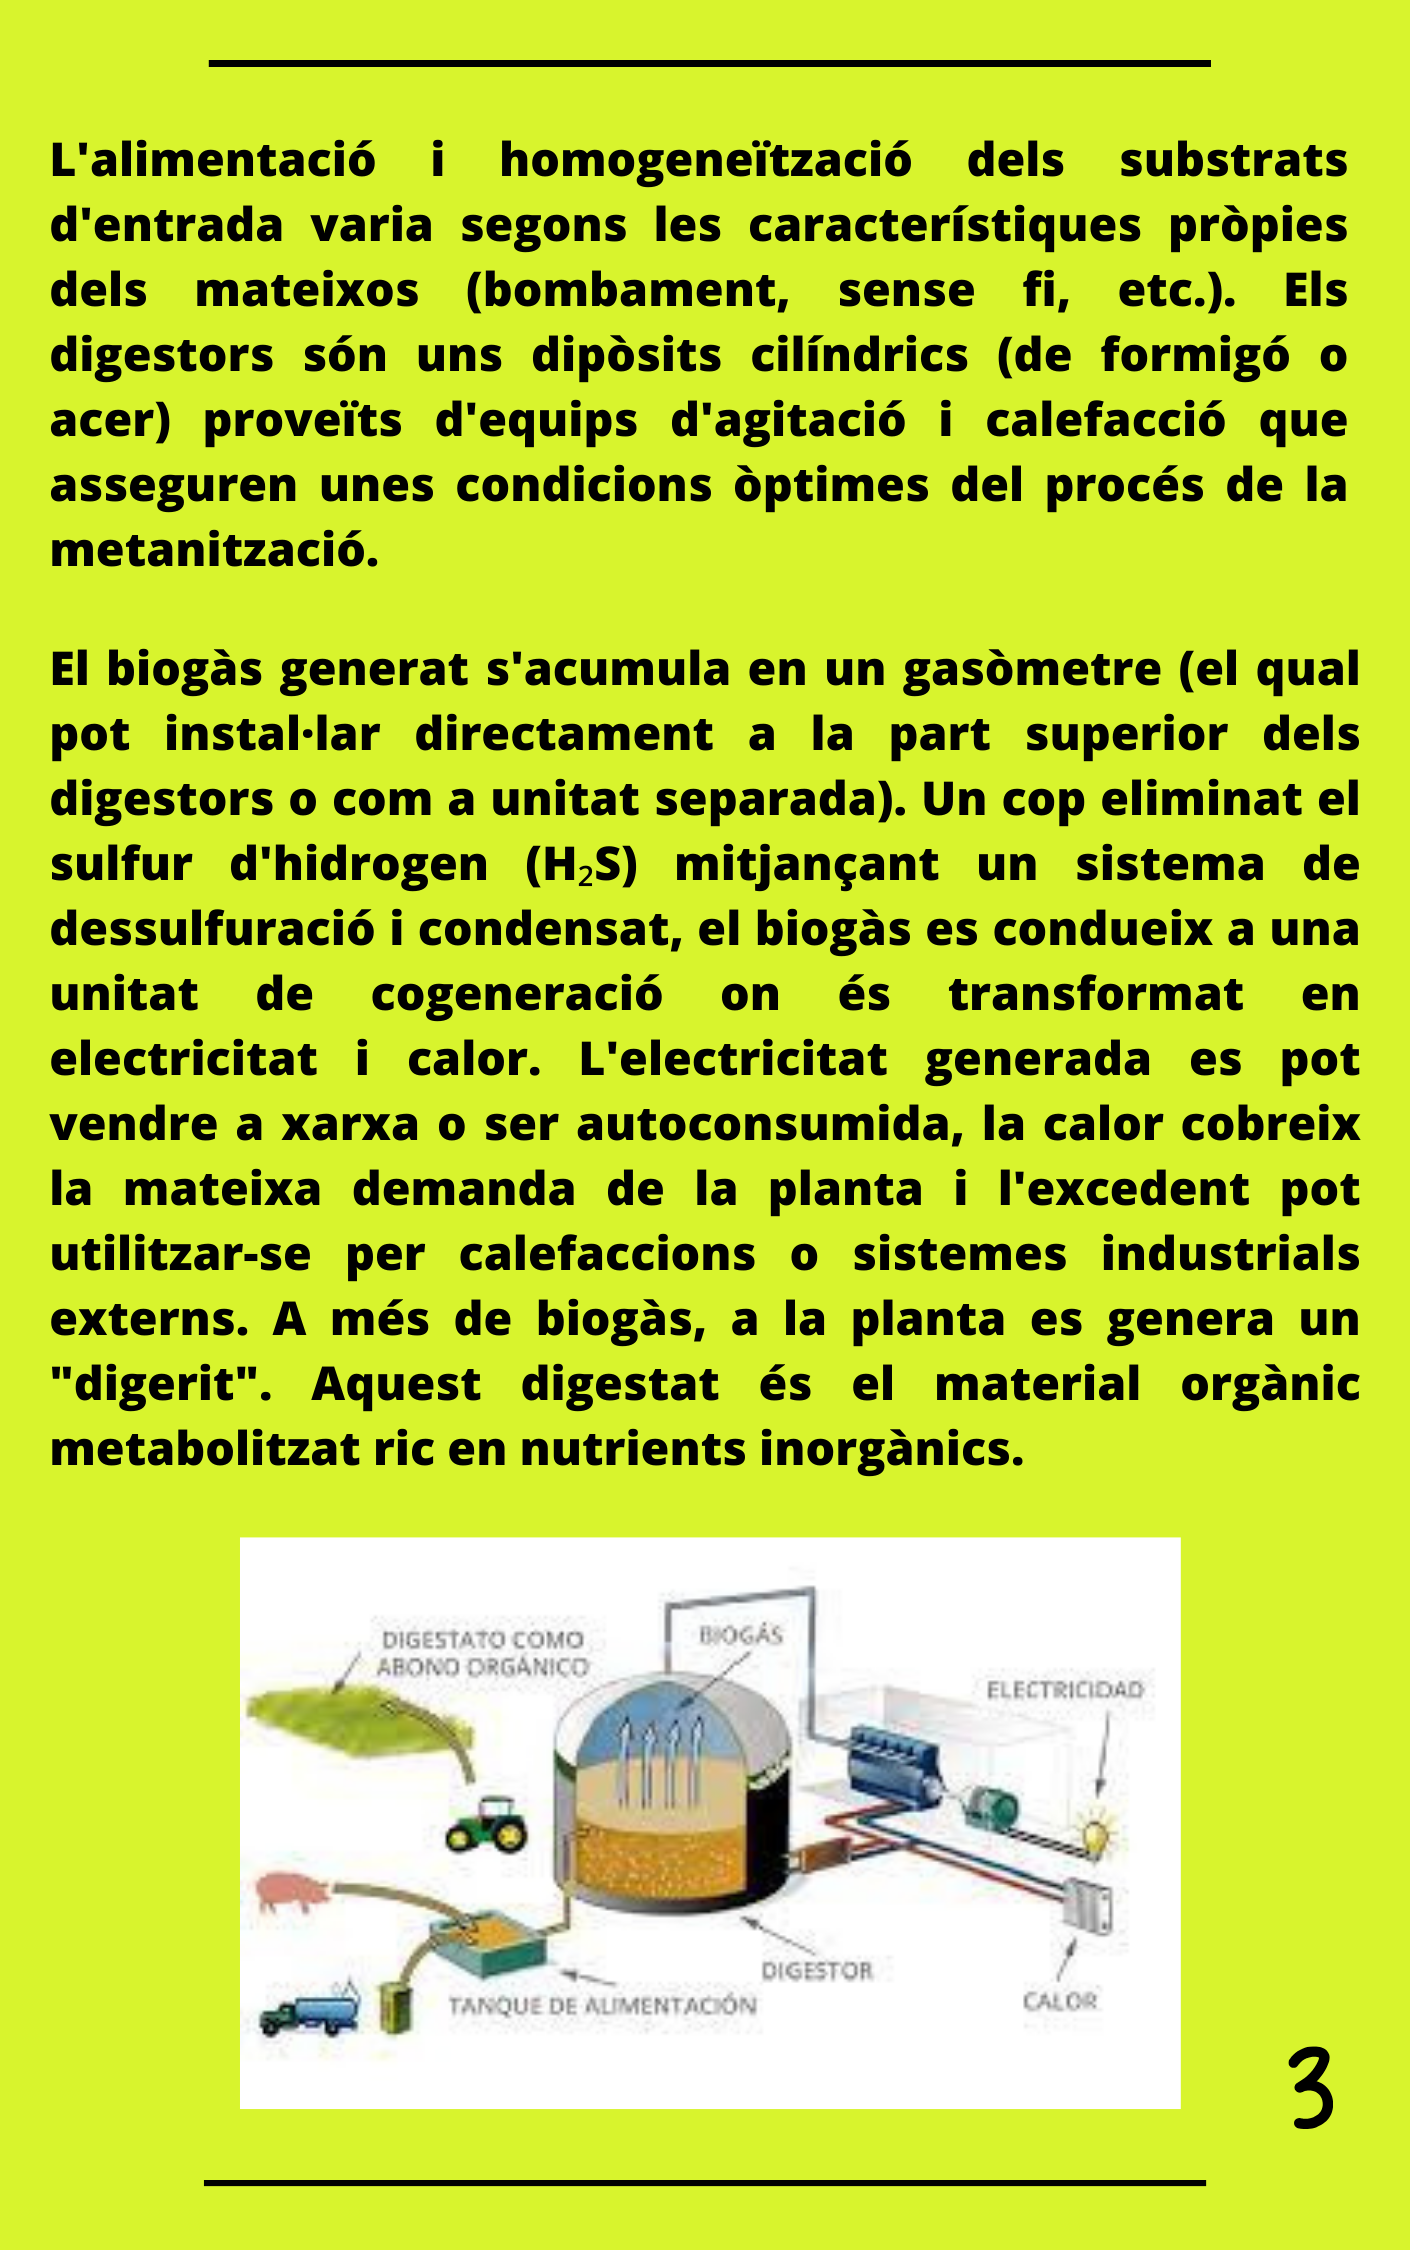 L'alimentació i homogeneïtzació dels substrats
d'entrada varia segons les característiques pròpies
dels mateixos (bombament, sense fi, etc.). Els
digestors són uns dipòsits cilíndrics (de formigó o
acer) proveïts d'equips d'agitació i calefacció que
asseguren unes condicions òptimes del procés de la
metanització.
El biogàs generat s'acumula en un gasòmetre (el qual
pot instal·lar directament a la part superior dels
digestors o com a unitat separada). Un cop eliminat el
sulfur d'hidrogen (H₂S) mitjançant un sistema de
dessulfuració i condensat, el biogàs es condueix a una
unitat de cogeneració on és transformat en
electricitat i calor. L'electricitat generada es pot
vendre a xarxa o ser autoconsumida, la calor cobreix
la mateixa demanda de la planta i l'excedent pot
utilitzar-se per calefaccions o sistemes industrials
externs. A més de biogàs, a la planta es genera un
"digerit". Aquest digestat és el material orgànic
metabolitzat ric en nutrients inorgànics.
DIGESTATO COMO
ABONO ORGÁNICO
BIOGÁS
ELECTRICIDAD
DIGESTOR
TANQUE DE ALIMENTACIÓN
CALOR
3